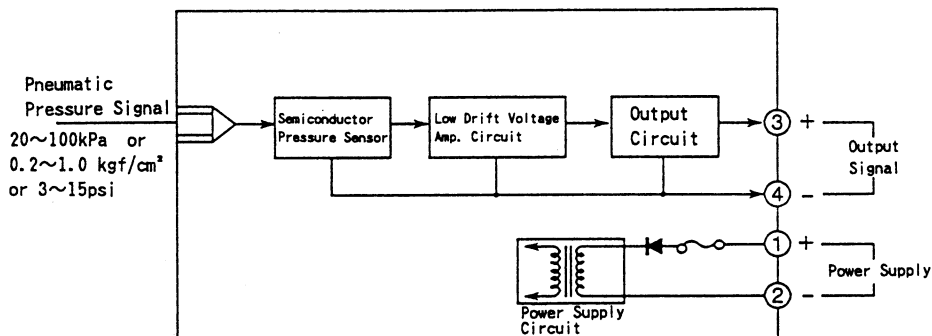 Pneumatic
Pressure Signal
20~100kPa or
0.2~1.0 kgf/cm²
or 3~15psi
Semiconductor
Pressure Sensor
Low Drift Voltage
Amp. Circuit
Output
Circuit
③ +
Output
Signal
④ -
① +
Power Supply
② -
Power Supply
Circuit